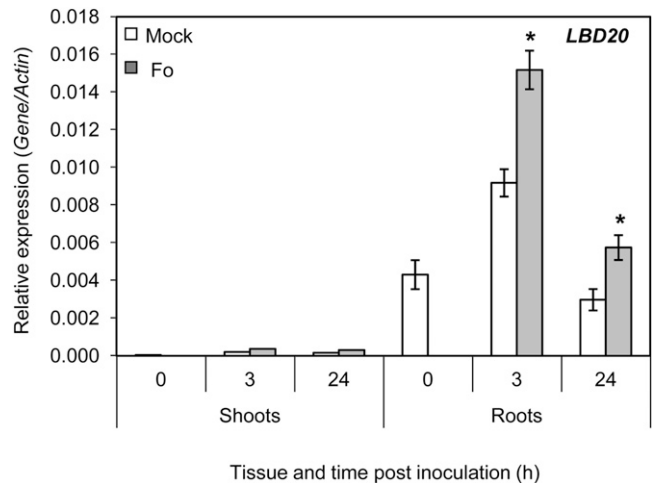 Relative expression (Gene/Actin)
0.018
0.016
0.014
0.012
0.010
0.008
0.006
0.004
0.002
0.000
Mock
Fo
LBD20
*
*
0 3 24 0 3 24
Shoots Roots
Tissue and time post inoculation (h)